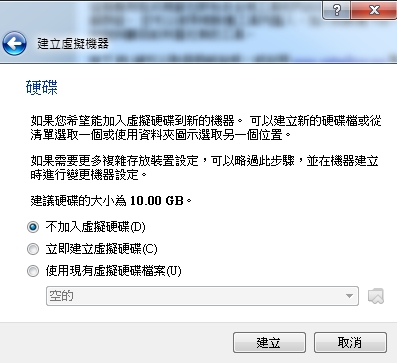 建立虛擬機器
硬碟
如果您希望能加入虛擬硬碟到新的機器。 可以建立新的硬碟檔或從
清單選取一個或使用資料夾圖示選取另一個位置。
如果需要更多複雜存放裝置設定，可以略過此步驟，並在機器建立
時進行變更機器設定。
建議硬碟的大小為 10.00 GB。
不加入虛擬硬碟(D)
立即建立虛擬硬碟(C)
使用現有虛擬硬碟檔案(U)
空的
建立
取消